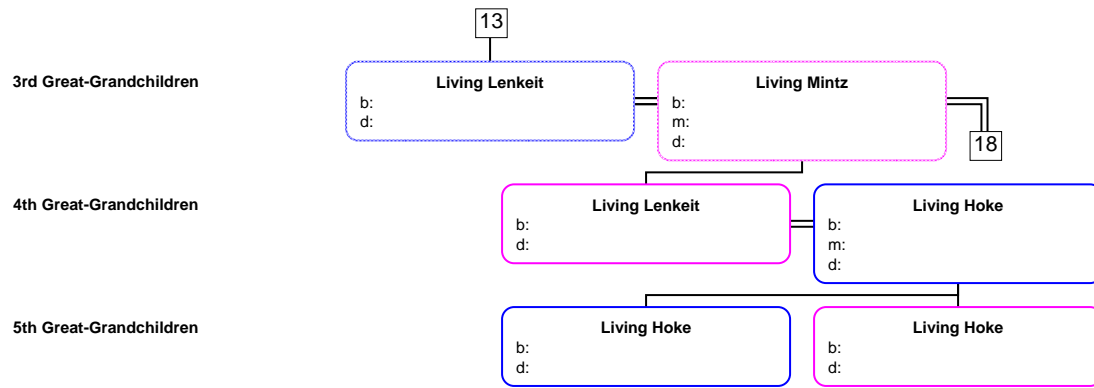 13
3rd Great-Grandchildren
Living Lenkeit
b:
d:
Living Mintz
b:
m:
d:
18
4th Great-Grandchildren
Living Lenkeit
b:
d:
Living Hoke
b:
m:
d:
5th Great-Grandchildren
Living Hoke
b:
d:
Living Hoke
b:
d: